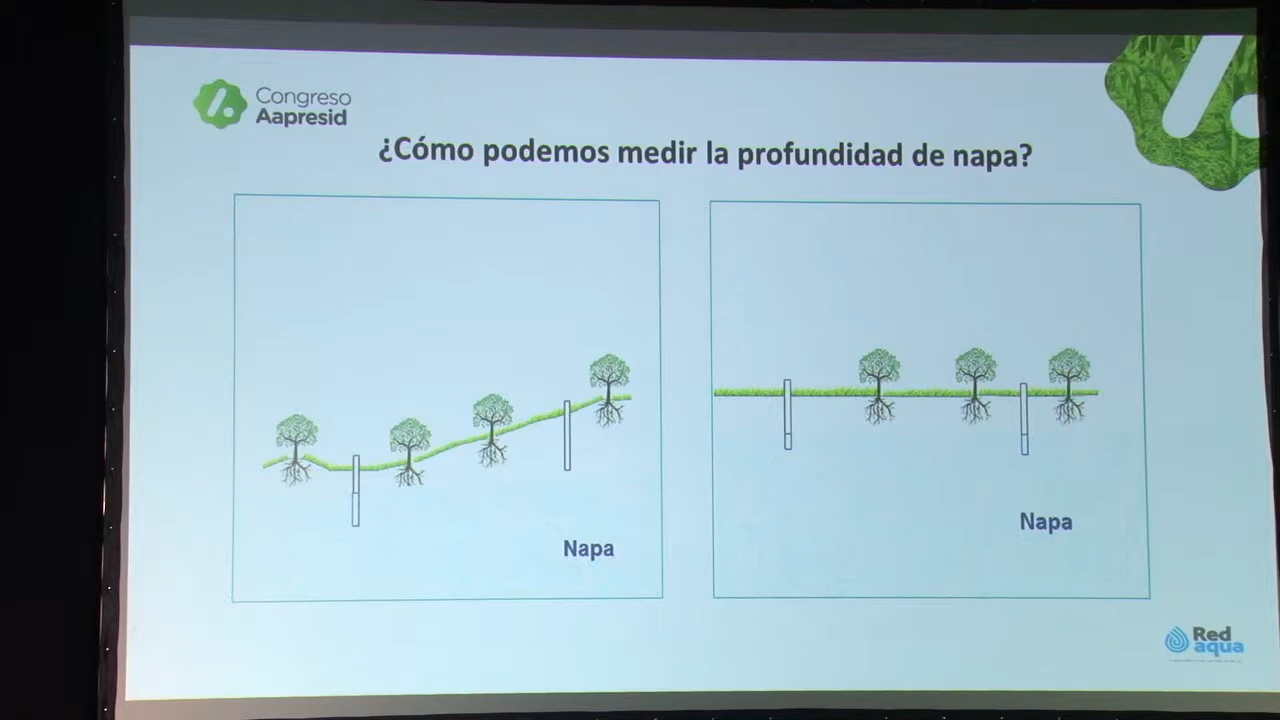 Congreso
Aapresid
¿Cómo podemos medir la profundidad de napa?
Napa
Napa
Red
aqua